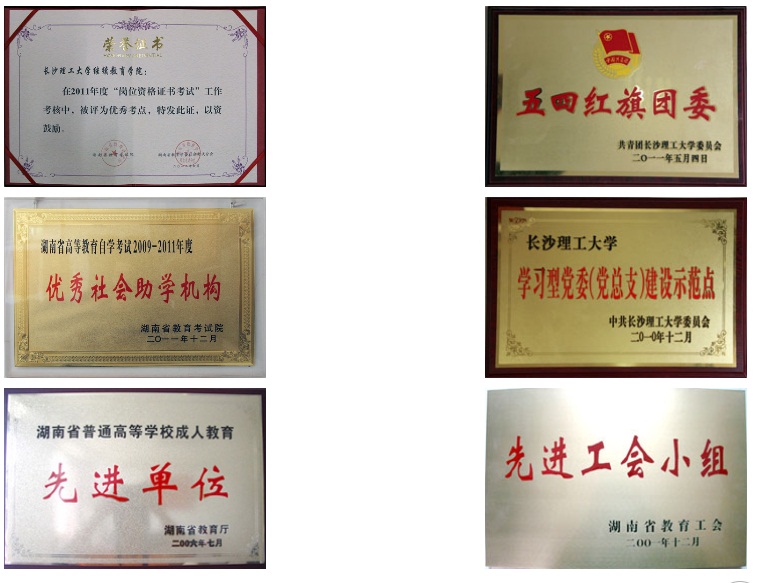 荣誉证书
长沙理工大学继续教育学院：
在2011年度“岗位资格证书考试”工作
考核中，被评为优秀考点，特发此证，以资
鼓励。
五四红旗团委
共青团长沙理工大学委员会
二〇一一年五月四日
湖南省高等教育自学考试2009-2011年度
优秀社会助学机构
湖南省教育考试院
二〇一一年十二月
长沙理工大学
学习型党委(党总支)建设示范点
中共长沙理工大学委员会
二〇一〇年十二月
湖南省普通高等学校成人教育
先进单位
湖南省教育厅
二〇〇六年七月
先进工会小组
湖南省教育工会
二〇〇一年十二月